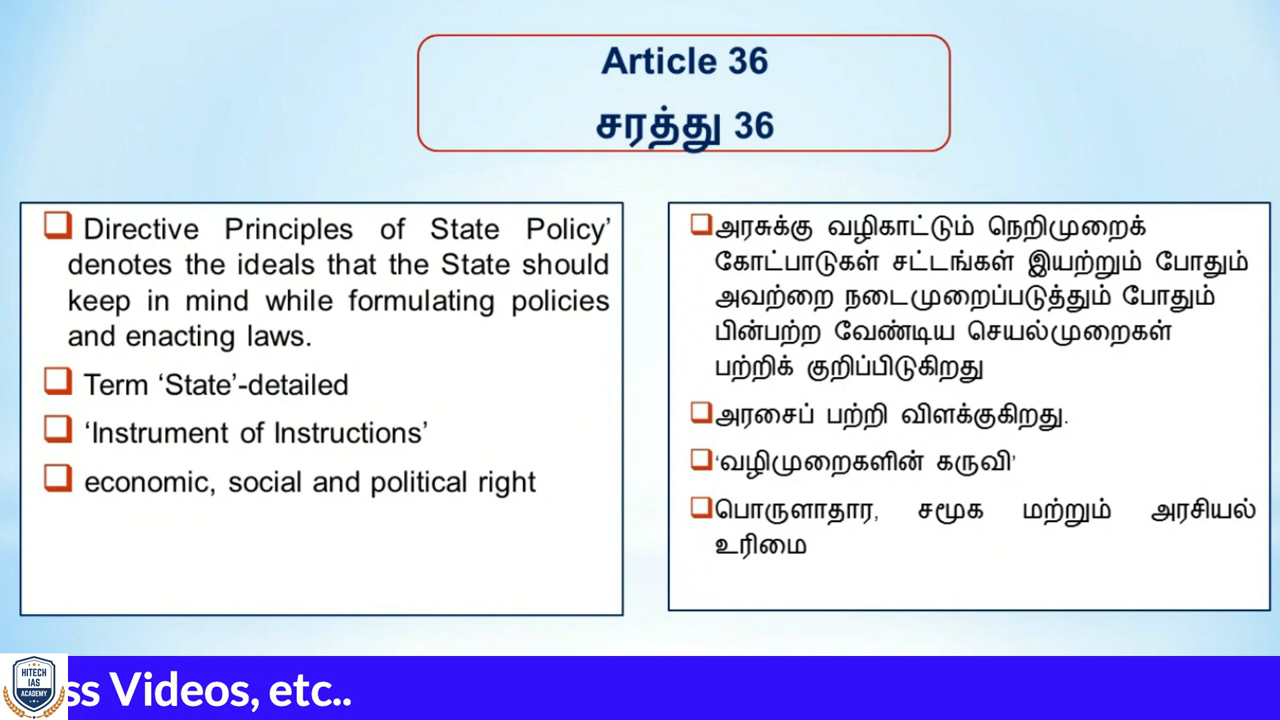 Article 36
சரத்து 36
Directive Principles of State Policy’
denotes the ideals that the State should
keep in mind while formulating policies
and enacting laws.
Term ‘State’-detailed
‘Instrument of Instructions’
economic, social and political right
அரசுக்கு வழிகாட்டும் நெறிமுறைக்
கோட்பாடுகள் சட்டங்கள் இயற்றும் போதும்
அவற்றை நடைமுறைப்படுத்தும் போதும்
பின்பற்ற வேண்டிய செயல்முறைகள்
பற்றிக் குறிப்பிடுகிறது
அரசைப் பற்றி விளக்குகிறது.
‘வழிமுறைகளின் கருவி’
பொருளாதார, சமூக மற்றும் அரசியல்
உரிமை
HITECH
IAS
ACADEMY
ss Videos, etc..